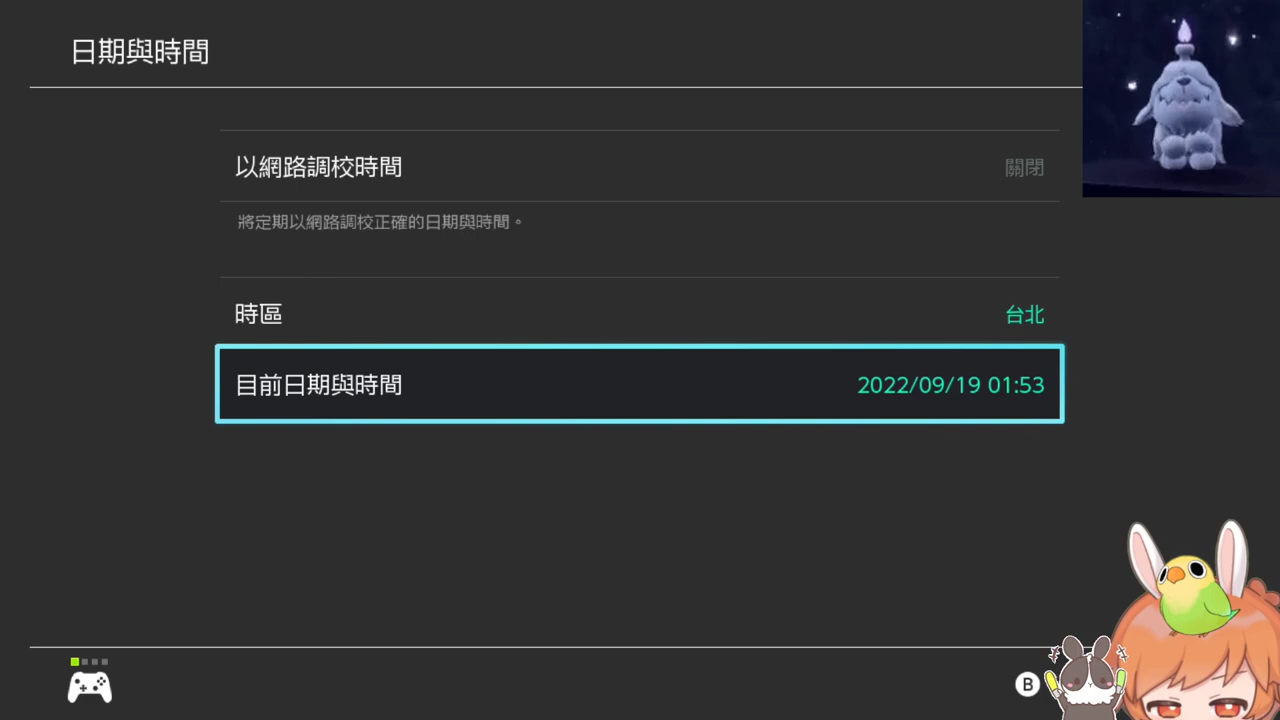 日期與時間
以網路調校時間 關閉
將定期以網路調校正確的日期與時間。
時區 台北
目前日期與時間 2022/09/19 01:53
B